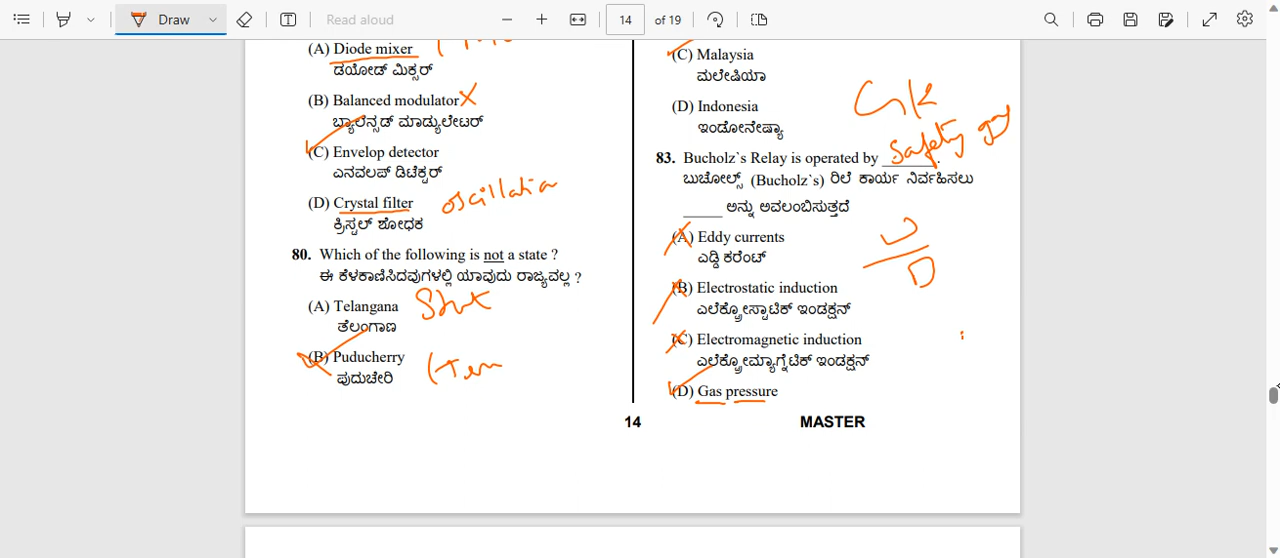 Draw
Read aloud
14
of 19
(A) Diode mixer
ಡಯೋಡ್ ಮಿಕ್ಸರ್
(B) Balanced modulator
ಬ್ಯಾಲೆನ್ಸಡ್ ಮಾಡ್ಯುಲೇಟರ್
(C) Envelop detector
ಎನವಲಪ್ ಡಿಟೆಕ್ಟರ್
(D) Crystal filter
oscillation
ಕ್ರಿಸ್ಟಲ್ ಶೋಧಕ
80. Which of the following is not a state ?
ಈ ಕೆಳಕಾಣಿಸಿದವುಗಳಲ್ಲಿ ಯಾವುದು ರಾಜ್ಯವಲ್ಲ ?
(A) Telangana
ತೆಲಂಗಾಣ
(B) Puducherry
ಪುದುಚೇರಿ
(C) Malaysia
ಮಲೇಷಿಯಾ
(D) Indonesia
ಇಂಡೋನೇಷ್ಯಾ
GK
Safety
83. Bucholz`s Relay is operated by ______.
ಬುಚೋಲ್ಸ್ (Bucholz`s) ರಿಲೆ ಕಾರ್ಯ ನಿರ್ವಹಿಸಲು
_____ ಅನ್ನು ಅವಲಂಬಿಸುತ್ತದೆ
(A) Eddy currents
ಎಡ್ಡಿ ಕರೆಂಟ್
(B) Electrostatic induction
ಎಲೆಕ್ಟ್ರೋಸ್ಟಾಟಿಕ್ ಇಂಡಕ್ಷನ್
(C) Electromagnetic induction
ಎಲೆಕ್ಟ್ರೋಮ್ಯಾಗ್ನೆಟಿಕ್ ಇಂಡಕ್ಷನ್
(D) Gas pressure
14
MASTER